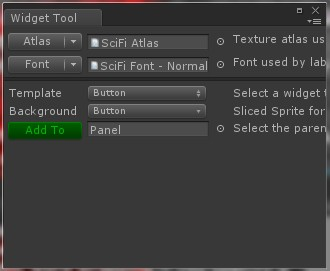 Widget Tool
Atlas SciFi Atlas Texture atlas us
Font SciFi Font - Normal Font used by lab
Template Button Select a widget t
Background Button Sliced Sprite for
Add To Panel Select the paren